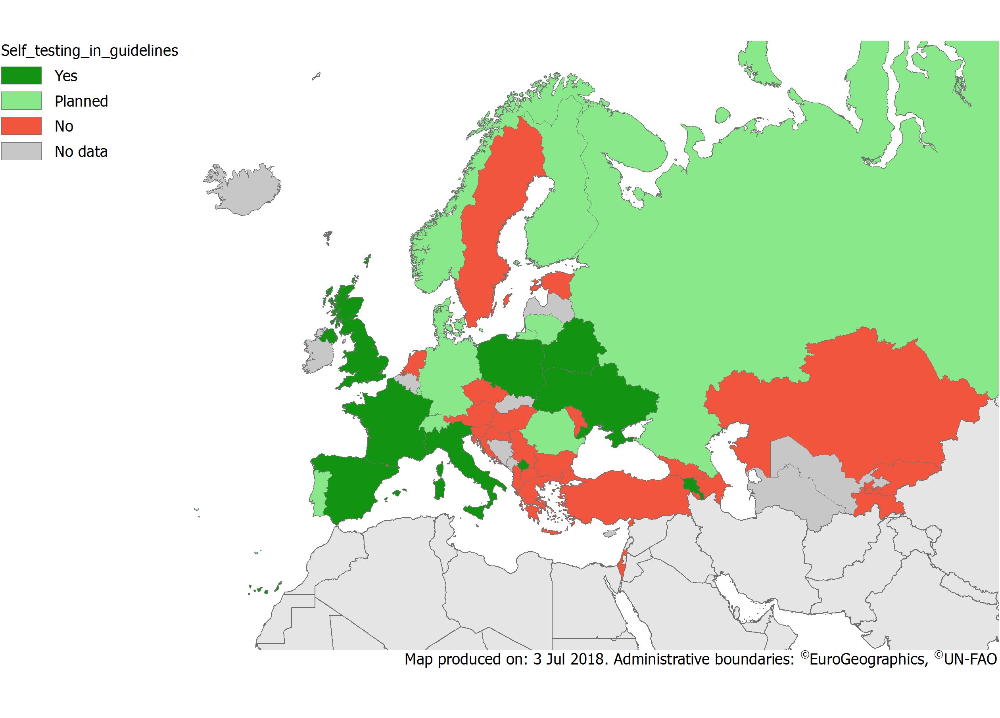 Self_testing_in_guidelines
Yes
Planned
No
No data
Map produced on: 3 Jul 2018. Administrative boundaries: ©EuroGeographics, ©UN-FAO